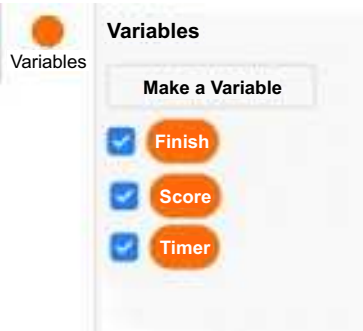 Variables
Variables
Make a Variable
Finish
Score
Timer